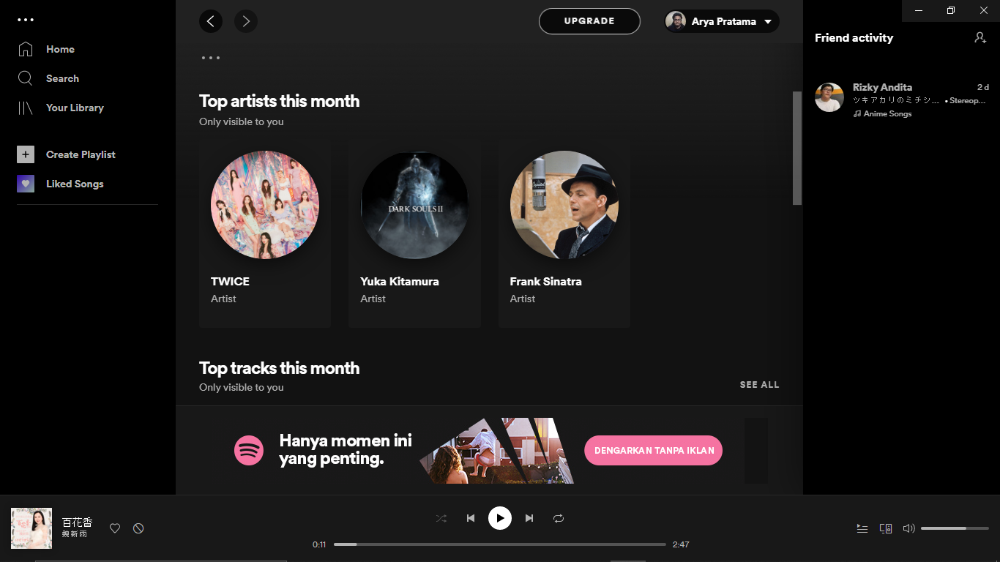 Home
Search
Your Library
Create Playlist
Liked Songs
UPGRADE
Arya Pratama
Top artists this month
Only visible to you
DARK SOULS II
TWICE
Artist
Yuka Kitamura
Artist
Frank Sinatra
Artist
Top tracks this month
Only visible to you
SEE ALL
Hanya momen ini
yang penting.
DENGARKAN TANPA IKLAN
Friend activity
Rizky Andita 2 d
ツキアカリのミチシ... • Stereop...
Anime Songs
百花香
魏新雨
0:11
2:47